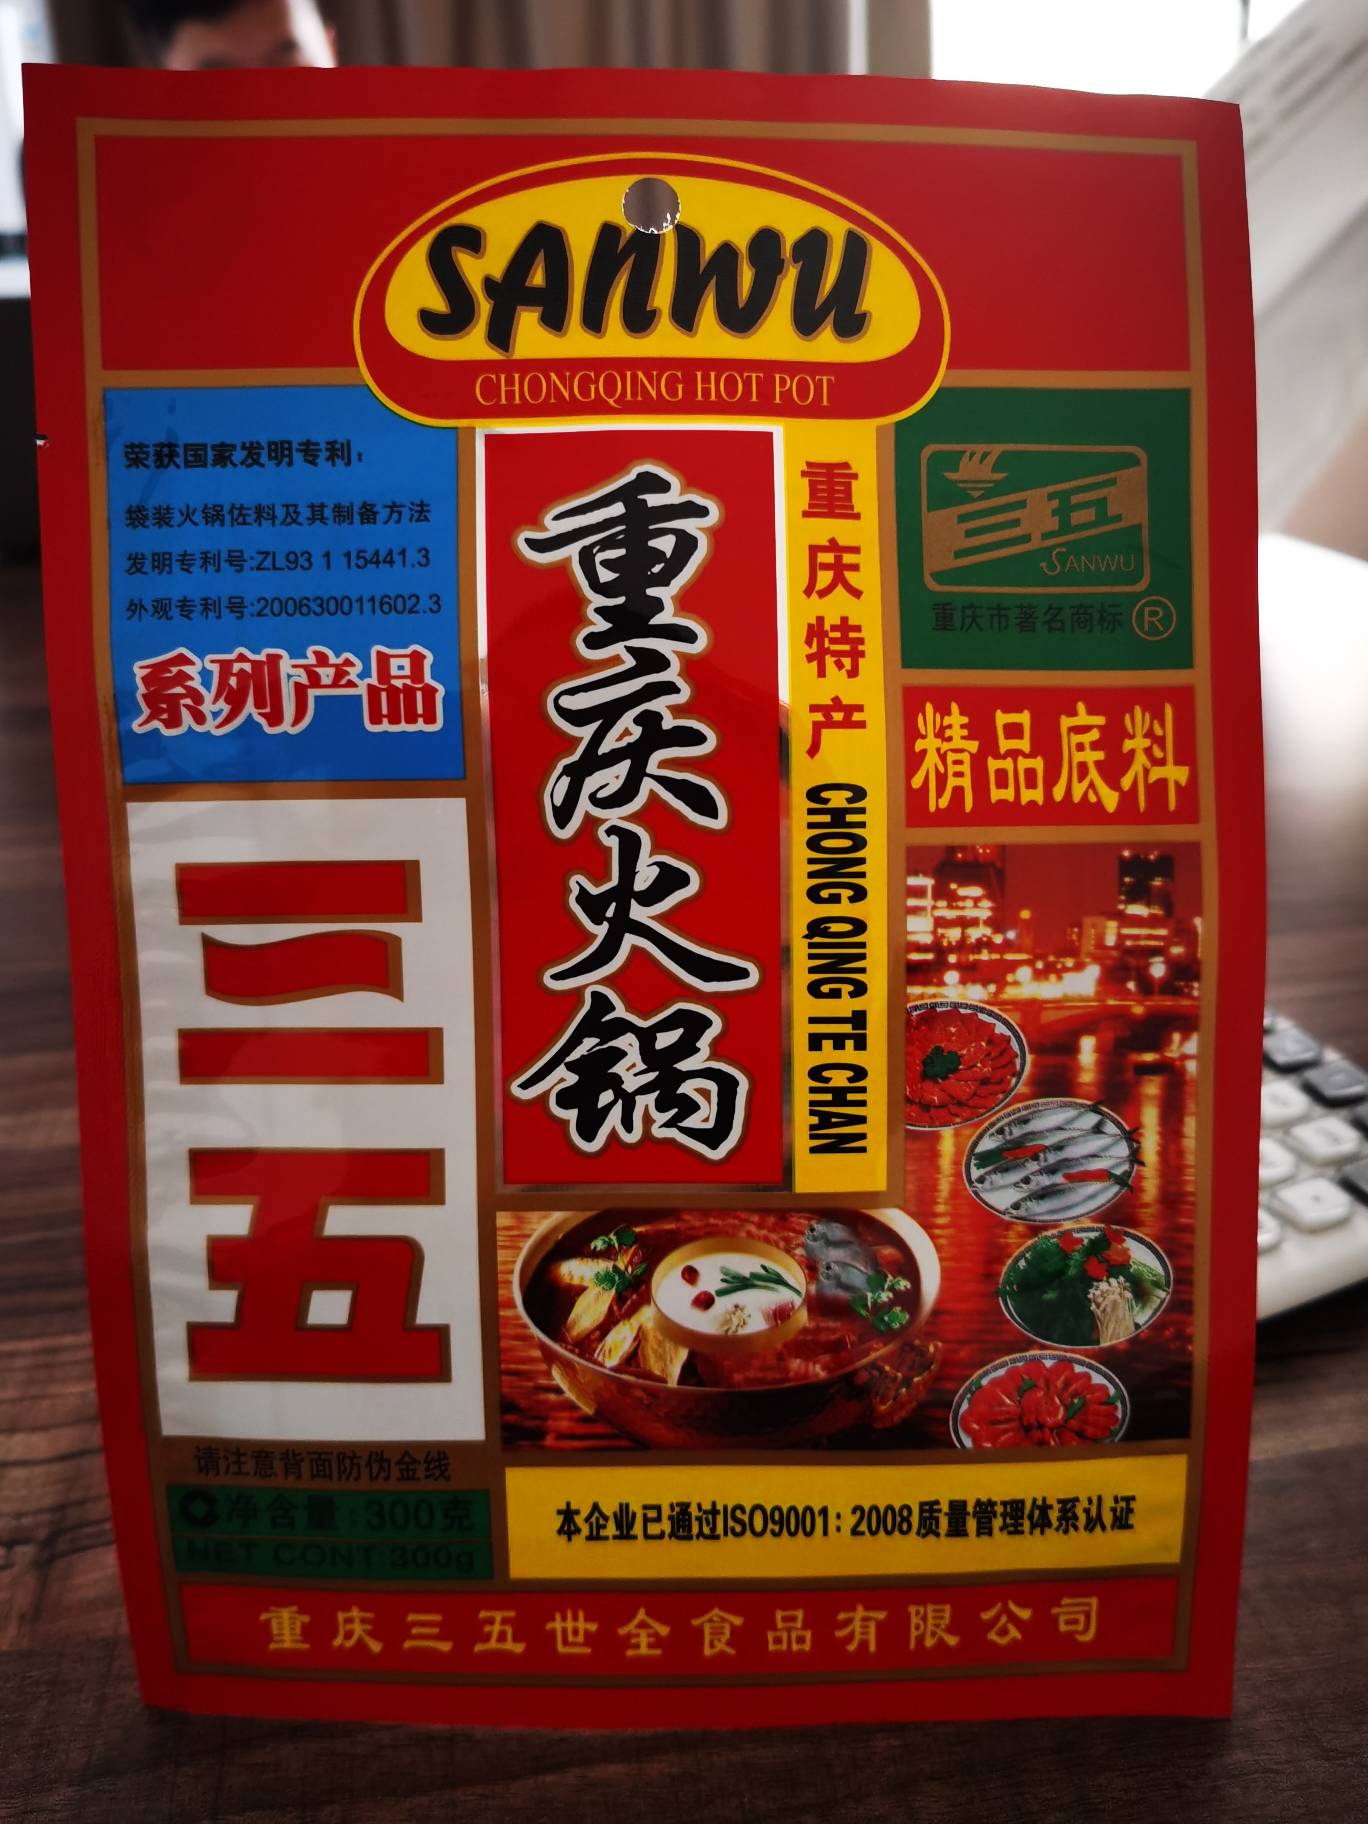 SANWU
CHONGQING HOT POT
荣获国家发明专利：
袋装火锅佐料及其制备方法
发明专利号:ZL93 1 15441.3
外观专利号:200630011602.3
系列产品
三五
重庆火锅
重庆特产 CHONG QING TE CHAN
三五
SANWU
重庆市著名商标 ®
精品底料
请注意背面防伪金线
净含量:300克
NET CONT:300g
本企业已通过ISO9001:2008质量管理体系认证
重庆三五世全食品有限公司